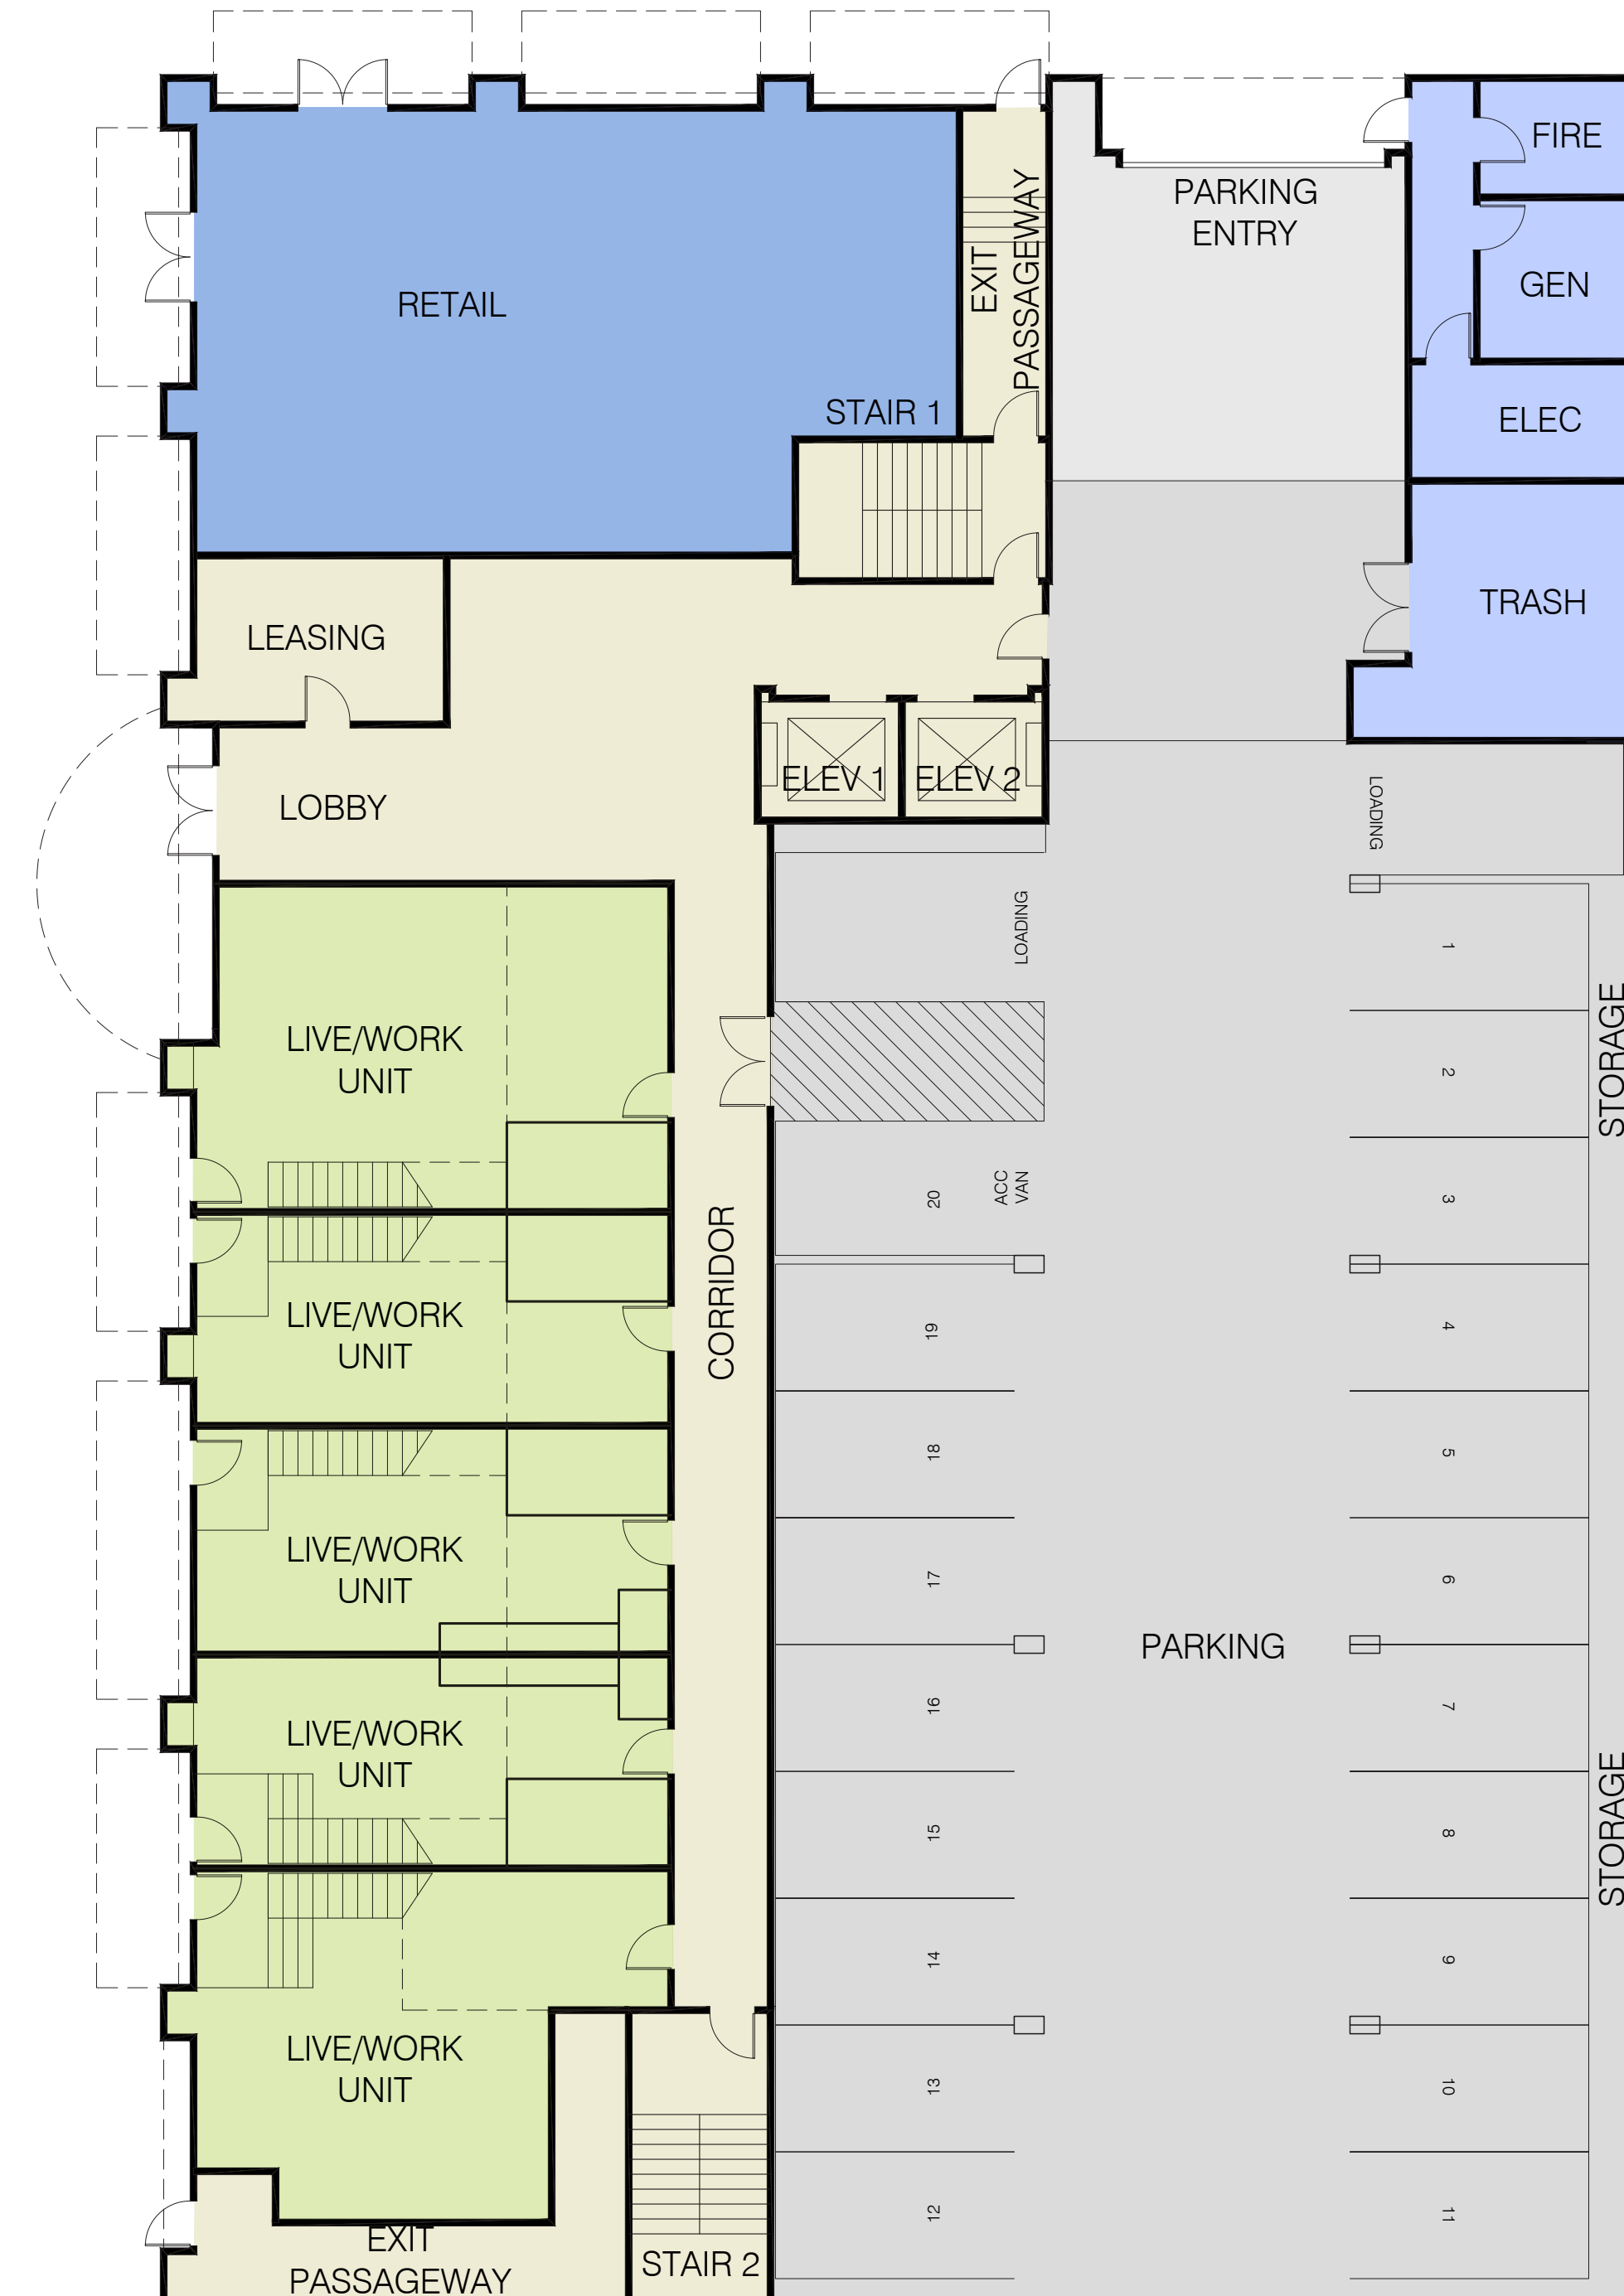 FIRE
PARKING
ENTRY
EXIT
PASSAGEWAY
GEN
RETAIL
STAIR 1
ELEC
TRASH
LEASING
ELEV 1
ELEV 2
LOBBY
LOADING
LOADING
1
STORAGE
LIVE/WORK
UNIT
2
20
ACC
VAN
3
CORRIDOR
LIVE/WORK
UNIT
19
4
18
5
LIVE/WORK
UNIT
17
6
PARKING
16
7
LIVE/WORK
UNIT
15
8
STORAGE
14
9
LIVE/WORK
UNIT
13
10
12
11
EXIT
PASSAGEWAY
STAIR 2